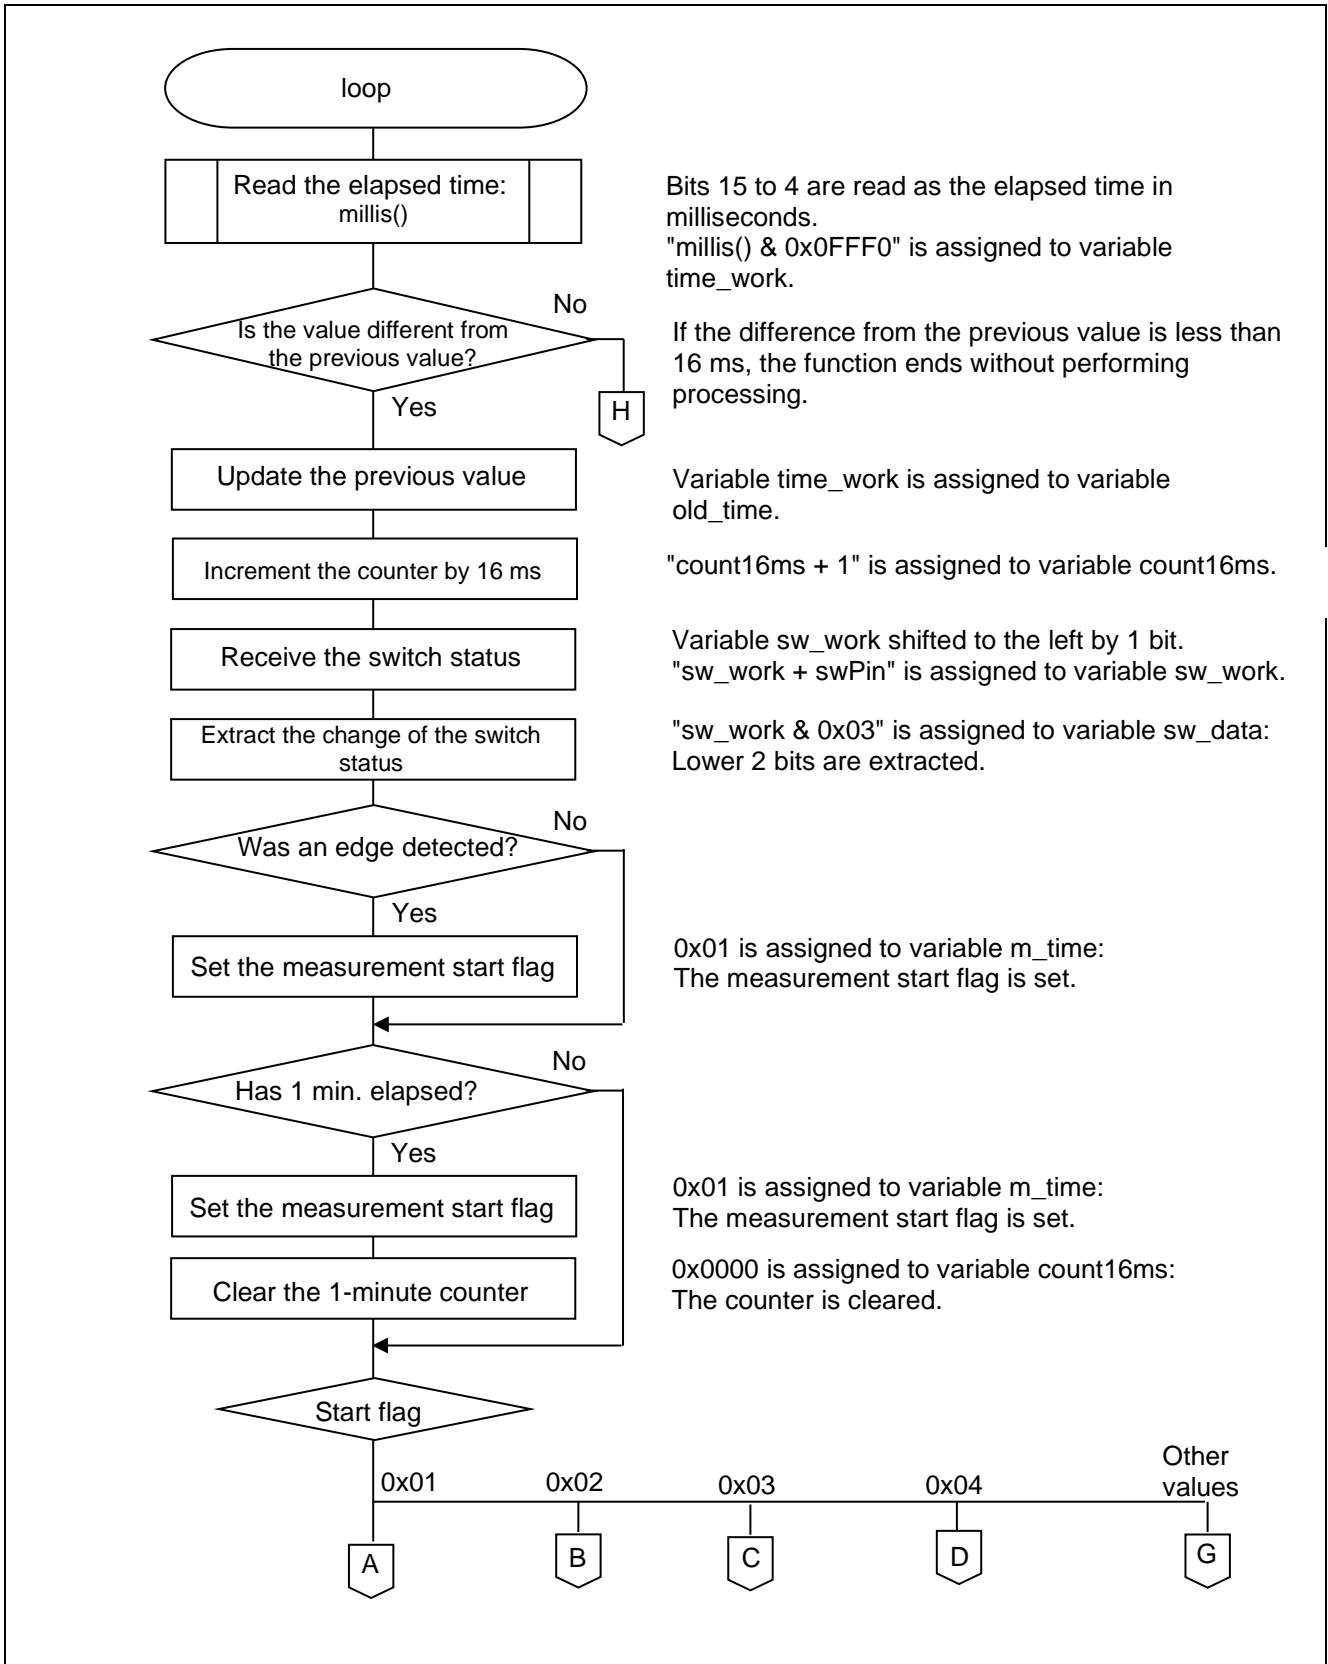 loop
Read the elapsed time:
millis()
Bits 15 to 4 are read as the elapsed time in
milliseconds.
"millis() & 0x0FFF0" is assigned to variable
time_work.
No
Is the value different from
the previous value?
If the difference from the previous value is less than
16 ms, the function ends without performing
processing.
Yes
H
Update the previous value
Variable time_work is assigned to variable
old_time.
Increment the counter by 16 ms
"count16ms + 1" is assigned to variable count16ms.
Receive the switch status
Variable sw_work shifted to the left by 1 bit.
"sw_work + swPin" is assigned to variable sw_work.
Extract the change of the switch
status
"sw_work & 0x03" is assigned to variable sw_data:
Lower 2 bits are extracted.
No
Was an edge detected?
Yes
Set the measurement start flag
0x01 is assigned to variable m_time:
The measurement start flag is set.
No
Has 1 min. elapsed?
Yes
Set the measurement start flag
0x01 is assigned to variable m_time:
The measurement start flag is set.
Clear the 1-minute counter
0x0000 is assigned to variable count16ms:
The counter is cleared.
Start flag
0x01
0x02
0x03
0x04
Other
values
A
B
C
D
G